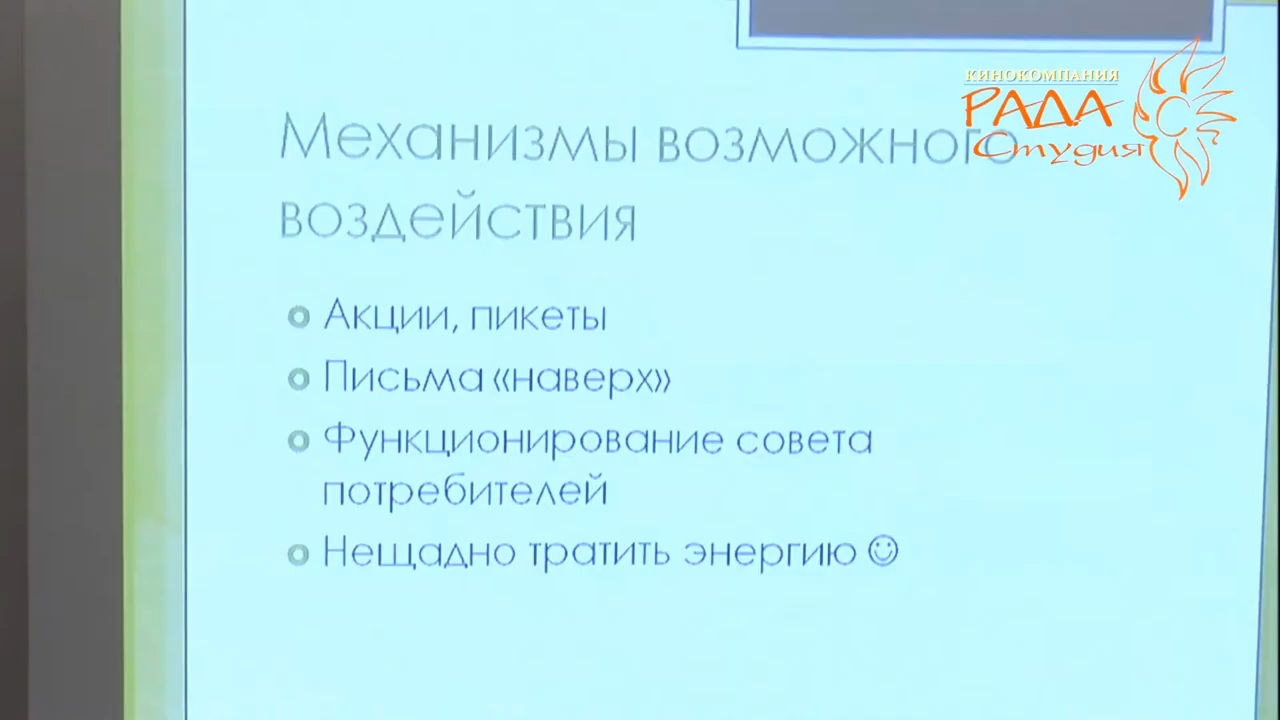 КИНОКОМПАНИЯ
РАДА
Студия
Механизмы возможного
воздействия
Акции, пикеты
Письма «наверх»
Функционирование совета
потребителей
Нещадно тратить энергию ☺